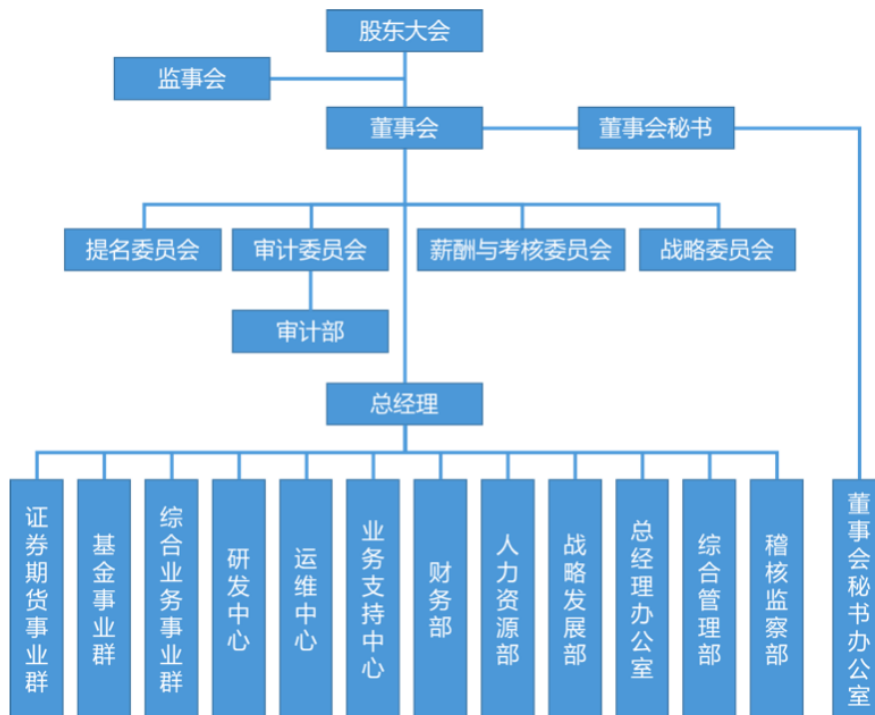 股东大会
监事会
董事会
董事会秘书
提名委员会
审计委员会
薪酬与考核委员会
战略委员会
审计部
总经理
证券期货事业群
基金事业群
综合业务事业群
研发中心
运维中心
业务支持中心
财务部
人力资源部
战略发展部
总经理办公室
综合管理部
稽核监察部
董事会秘书办公室